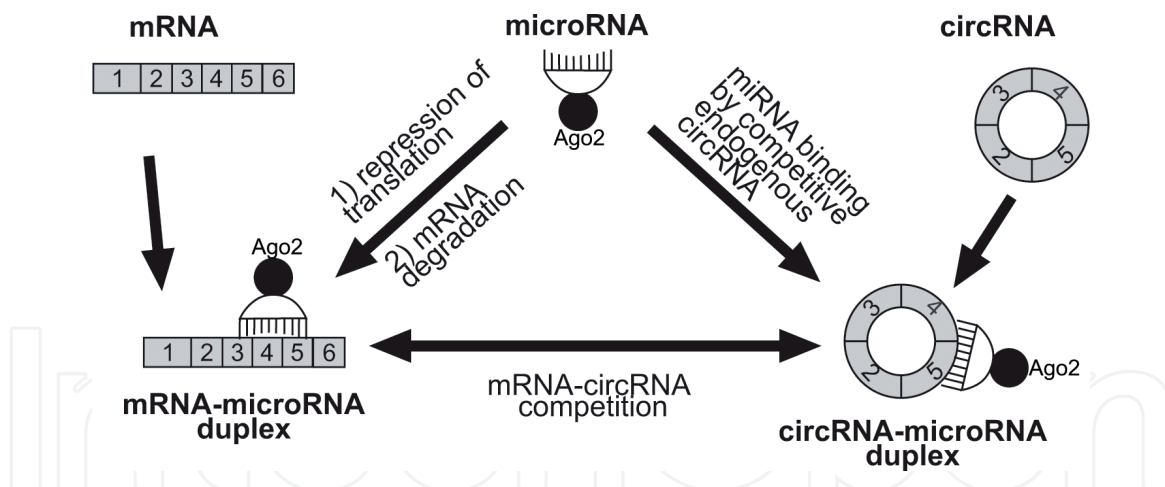 mRNA
microRNA
circRNA
1 2 3 4 5 6
Ago2
3 4
2 5
1) repression of
translation
2) mRNA
degradation
miRNA binding
by competitive
endogenous
circRNA
Ago2
1 2 3 4 5 6
mRNA-microRNA
duplex
mRNA-circRNA
competition
3 4
2 5
Ago2
circRNA-microRNA
duplex